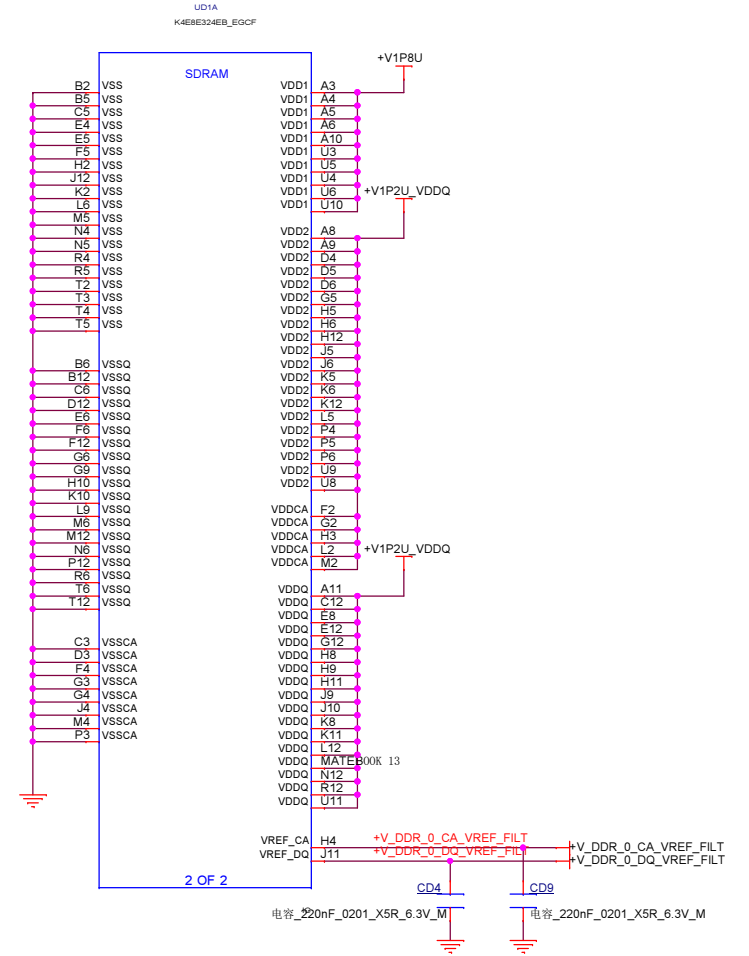 UD1A
K4E8E324EB_EGCF
SDRAM
+V1P8U
B2 VSS VDD1 A3
B5 VSS VDD1 A4
C5 VSS VDD1 A5
E4 VSS VDD1 A6
E5 VSS VDD1 A10
F5 VSS VDD1 U3
H2 VSS VDD1 U5
J12 VSS VDD1 U4
K2 VSS VDD1 U6 +V1P2U_VDDQ
L6 VSS VDD1 U10
M5 VSS
N4 VSS VDD2 A8
N5 VSS VDD2 A9
R4 VSS VDD2 D4
R5 VSS VDD2 D5
T2 VSS VDD2 D6
T3 VSS VDD2 G5
T4 VSS VDD2 H5
T5 VSS VDD2 H6
VDD2 H12
VDD2 J5
B6 VSSQ VDD2 J6
B12 VSSQ VDD2 K5
C6 VSSQ VDD2 K6
D12 VSSQ VDD2 K12
E6 VSSQ VDD2 L5
F6 VSSQ VDD2 P4
F12 VSSQ VDD2 P5
G6 VSSQ VDD2 P6
G9 VSSQ VDD2 U9
H10 VSSQ VDD2 U8
K10 VSSQ
L9 VSSQ VDDCA F2
M6 VSSQ VDDCA G2
M12 VSSQ VDDCA H3
N6 VSSQ VDDCA L2 +V1P2U_VDDQ
P12 VSSQ VDDCA M2
R6 VSSQ
T6 VSSQ VDDQ A11
T12 VSSQ VDDQ C12
VDDQ E8
VDDQ E12
C3 VSSCA VDDQ G12
D3 VSSCA VDDQ H8
F4 VSSCA VDDQ H9
G3 VSSCA VDDQ H11
G4 VSSCA VDDQ J9
J4 VSSCA VDDQ J10
M4 VSSCA VDDQ K8
P3 VSSCA VDDQ K11
VDDQ L12
VDDQ MATEBOOK 13
VDDQ N12
VDDQ R12
VDDQ U11
VREF_CA H4 +V_DDR_0_CA_VREF_FILT +V_DDR_0_CA_VREF_FILT
VREF_DQ J11 +V_DDR_0_DQ_VREF_FILT +V_DDR_0_DQ_VREF_FILT
2 OF 2
CD4 CD9
电容_220nF_0201_X5R_6.3V_M 电容_220nF_0201_X5R_6.3V_M